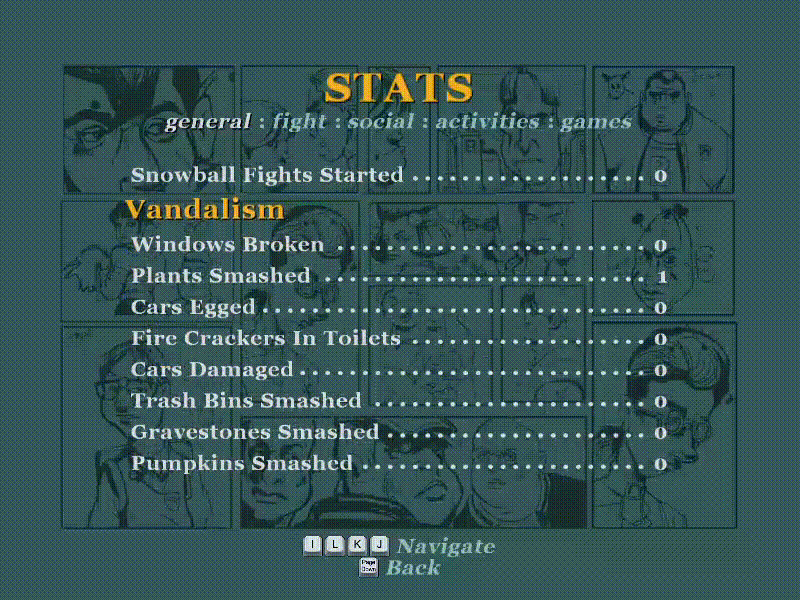 STATS
general : fight : social : activities : games
Snowball Fights Started . . . . . . . . . . . . . . . . . . . 0
Vandalism
Windows Broken . . . . . . . . . . . . . . . . . . . . . . . . . 0
Plants Smashed . . . . . . . . . . . . . . . . . . . . . . . . . . 1
Cars Egged . . . . . . . . . . . . . . . . . . . . . . . . . . . . . . . 0
Fire Crackers In Toilets . . . . . . . . . . . . . . . . . . . 0
Cars Damaged . . . . . . . . . . . . . . . . . . . . . . . . . . . . 0
Trash Bins Smashed . . . . . . . . . . . . . . . . . . . . . . 0
Gravestones Smashed . . . . . . . . . . . . . . . . . . . . . 0
Pumpkins Smashed . . . . . . . . . . . . . . . . . . . . . . . 0
I L K J Navigate
Page Down Back